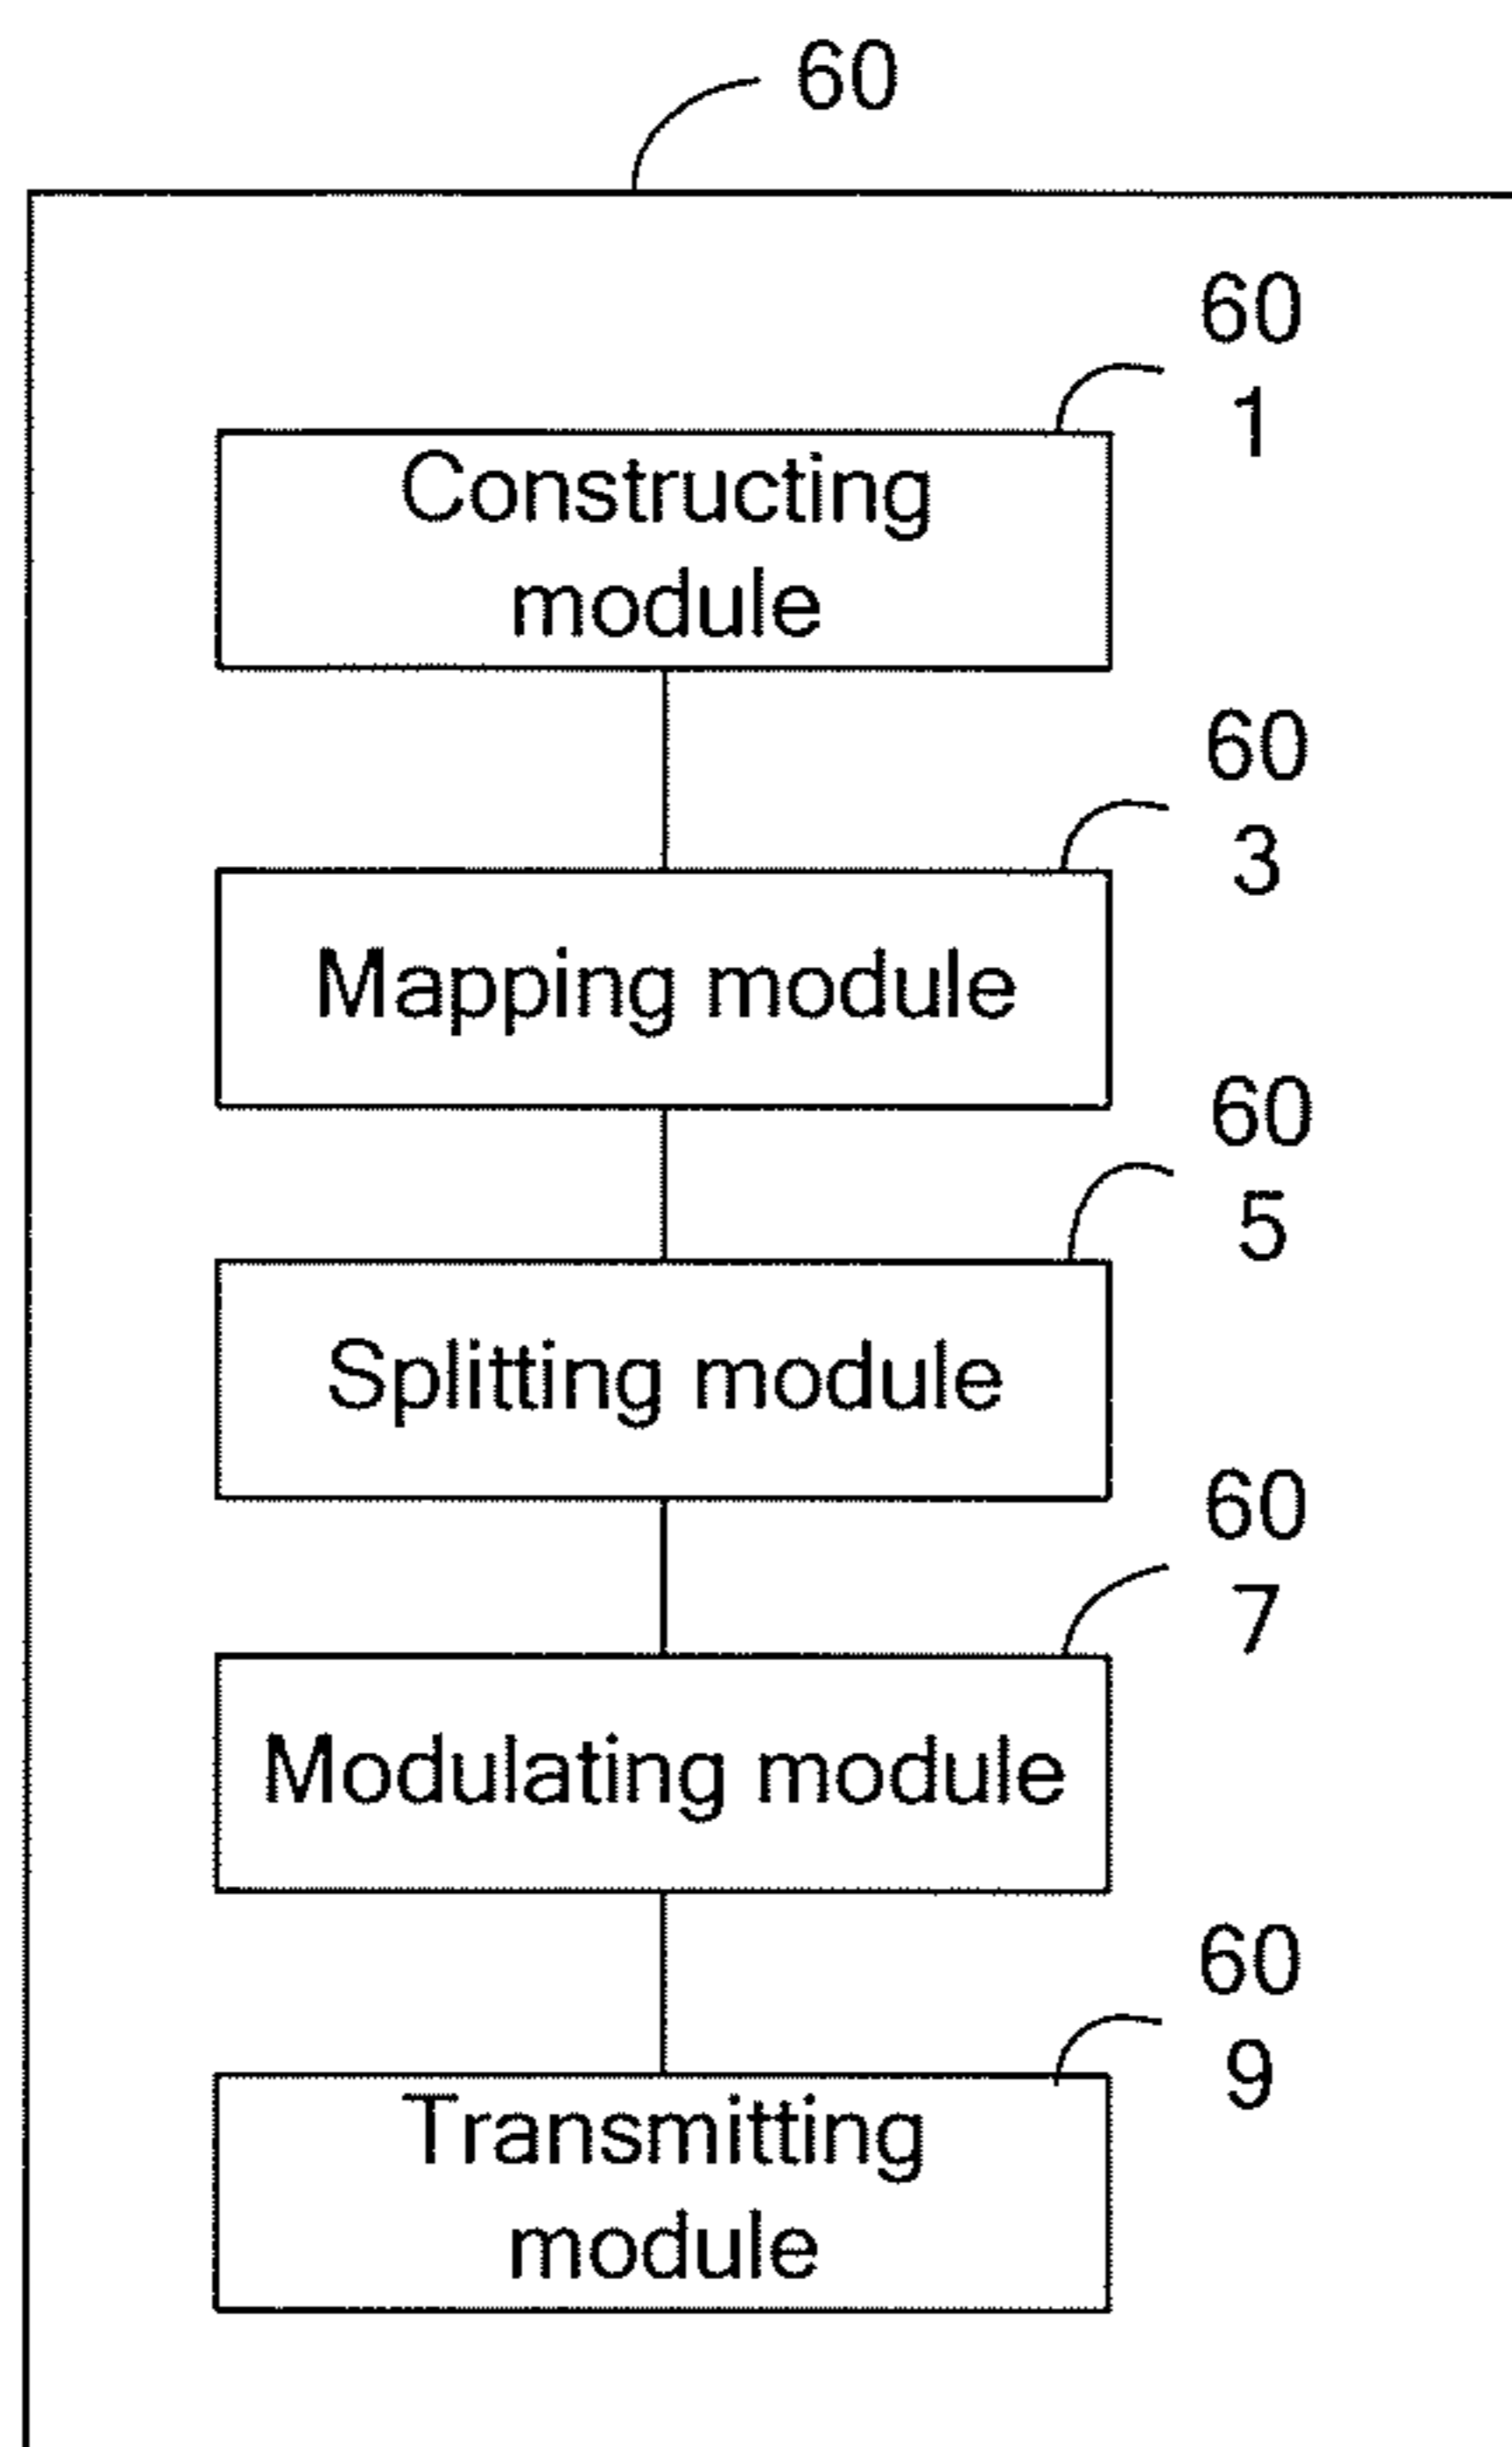 60
60
1
Constructing
module
60
3
Mapping module
60
5
Splitting module
60
7
Modulating module
60
9
Transmitting
module